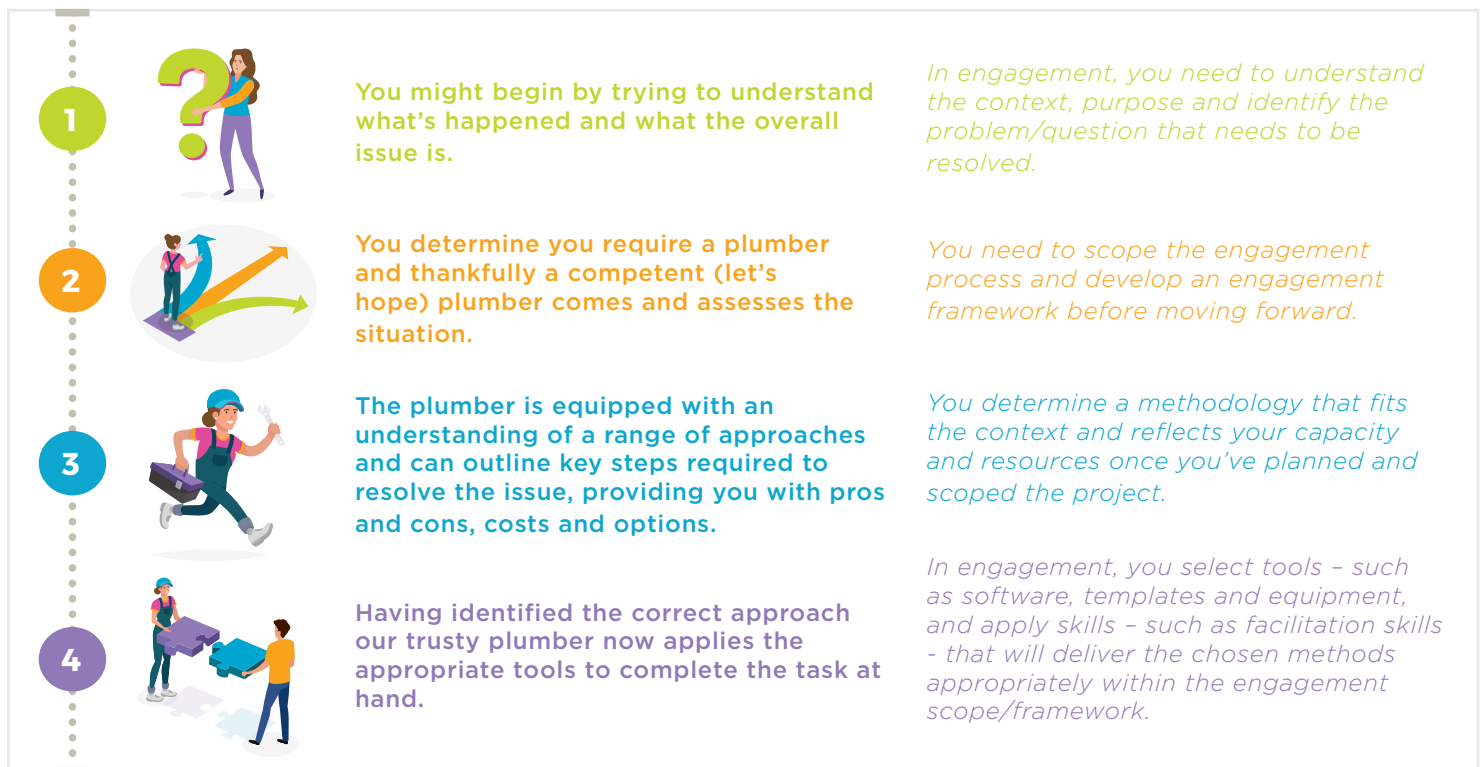 1
You might begin by trying to understand
what's happened and what the overall
issue is.
In engagement, you need to understand
the context, purpose and identify the
problem/question that needs to be
resolved.
2
You determine you require a plumber
and thankfully a competent (let's
hope) plumber comes and assesses the
situation.
You need to scope the engagement
process and develop an engagement
framework before moving forward.
3
The plumber is equipped with an
understanding of a range of approaches
and can outline key steps required to
resolve the issue, providing you with pros
and cons, costs and options.
You determine a methodology that fits
the context and reflects your capacity
and resources once you've planned and
scoped the project.
4
Having identified the correct approach
our trusty plumber now applies the
appropriate tools to complete the task at
hand.
In engagement, you select tools – such
as software, templates and equipment,
and apply skills – such as facilitation skills
- that will deliver the chosen methods
appropriately within the engagement
scope/framework.